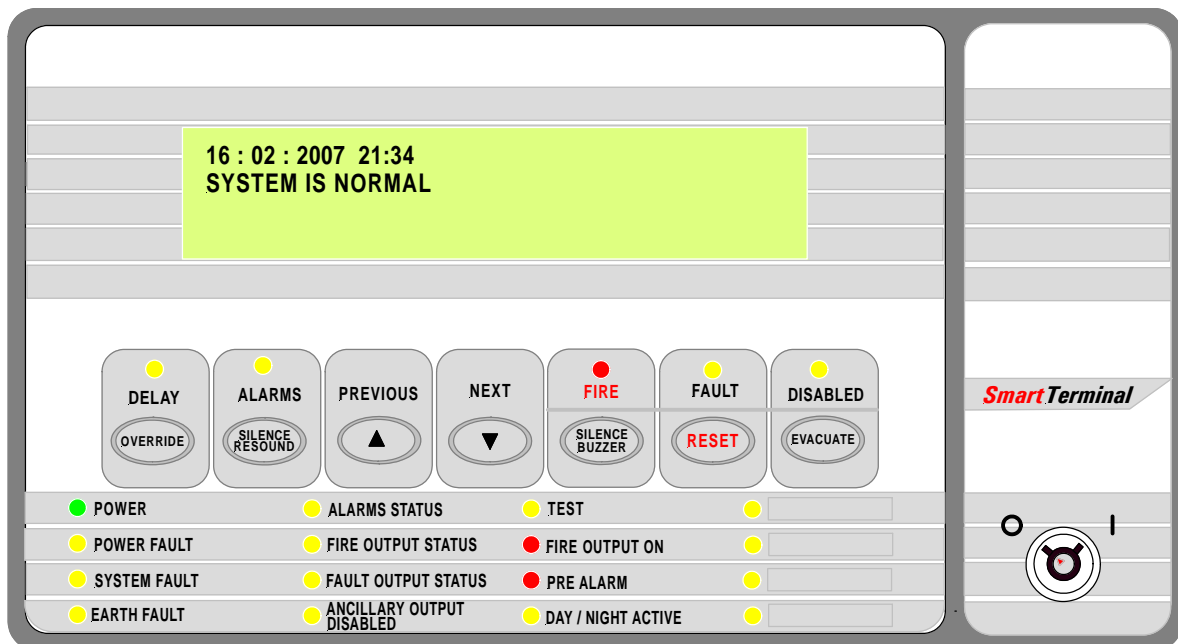 16 : 02 : 2007 21:34
SYSTEM IS NORMAL
DELAY
OVERRIDE
ALARMS
SILENCE
RESOUND
PREVIOUS
NEXT
FIRE
SILENCE
BUZZER
FAULT
RESET
DISABLED
EVACUATE
SmartTerminal
POWER
ALARMS STATUS
TEST
POWER FAULT
FIRE OUTPUT STATUS
FIRE OUTPUT ON
SYSTEM FAULT
FAULT OUTPUT STATUS
PRE ALARM
EARTH FAULT
ANCILLARY OUTPUT
DISABLED
DAY / NIGHT ACTIVE
O I